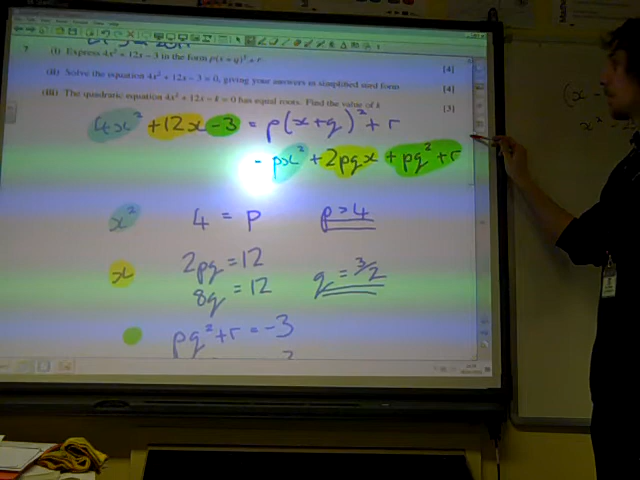 7 (i) Express 4x² + 12x − 3 in the form p(x + q)² + r. [4]
(ii) Solve the equation 4x² + 12x − 3 = 0, giving your answers in simplified surd form. [4]
(iii) The quadratic equation 4x² + 12x − k = 0 has equal roots. Find the value of k. [3]
4x² +12x -3 = p(x+q)² + r
= px² + 2pqx + pq² + r
x² 4 = p p = 4
x 2pq = 12
8q = 12 q = 3/2
pq² + r = -3